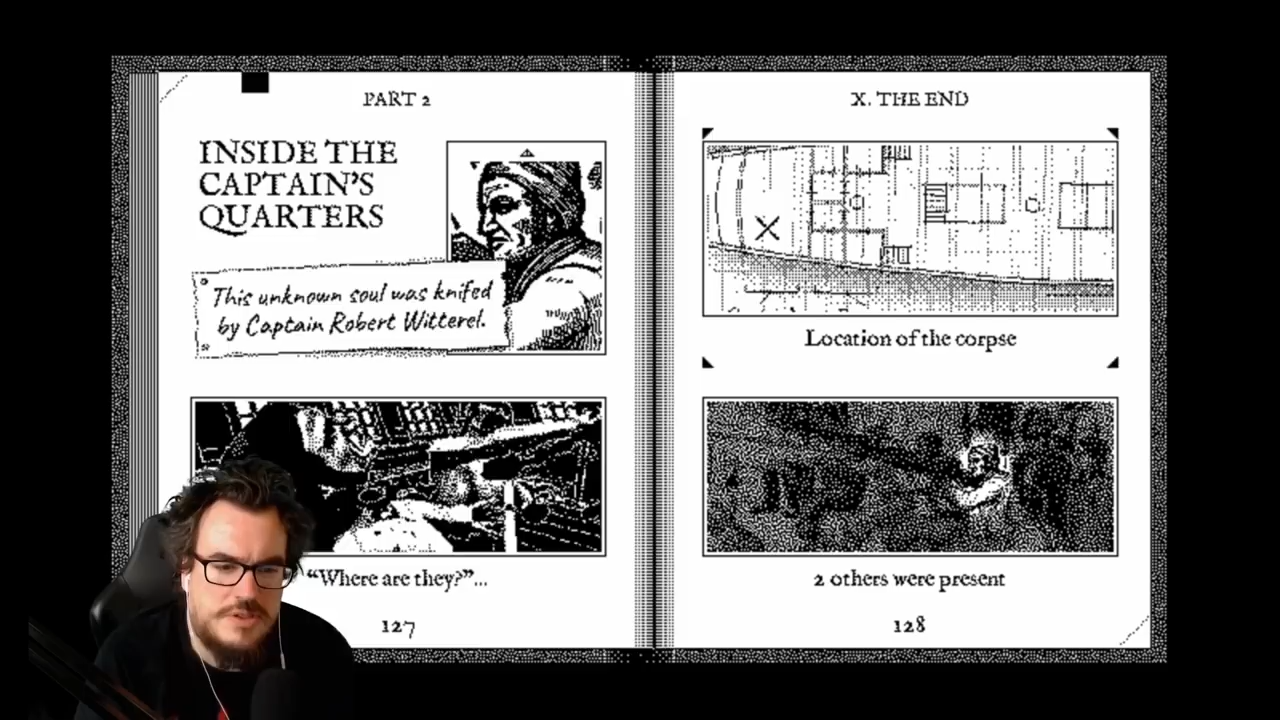 PART 2
INSIDE THE
CAPTAIN'S
QUARTERS
This unknown soul was knifed
by Captain Robert Witterel.
"Where are they?"...
127
X. THE END
Location of the corpse
2 others were present
128